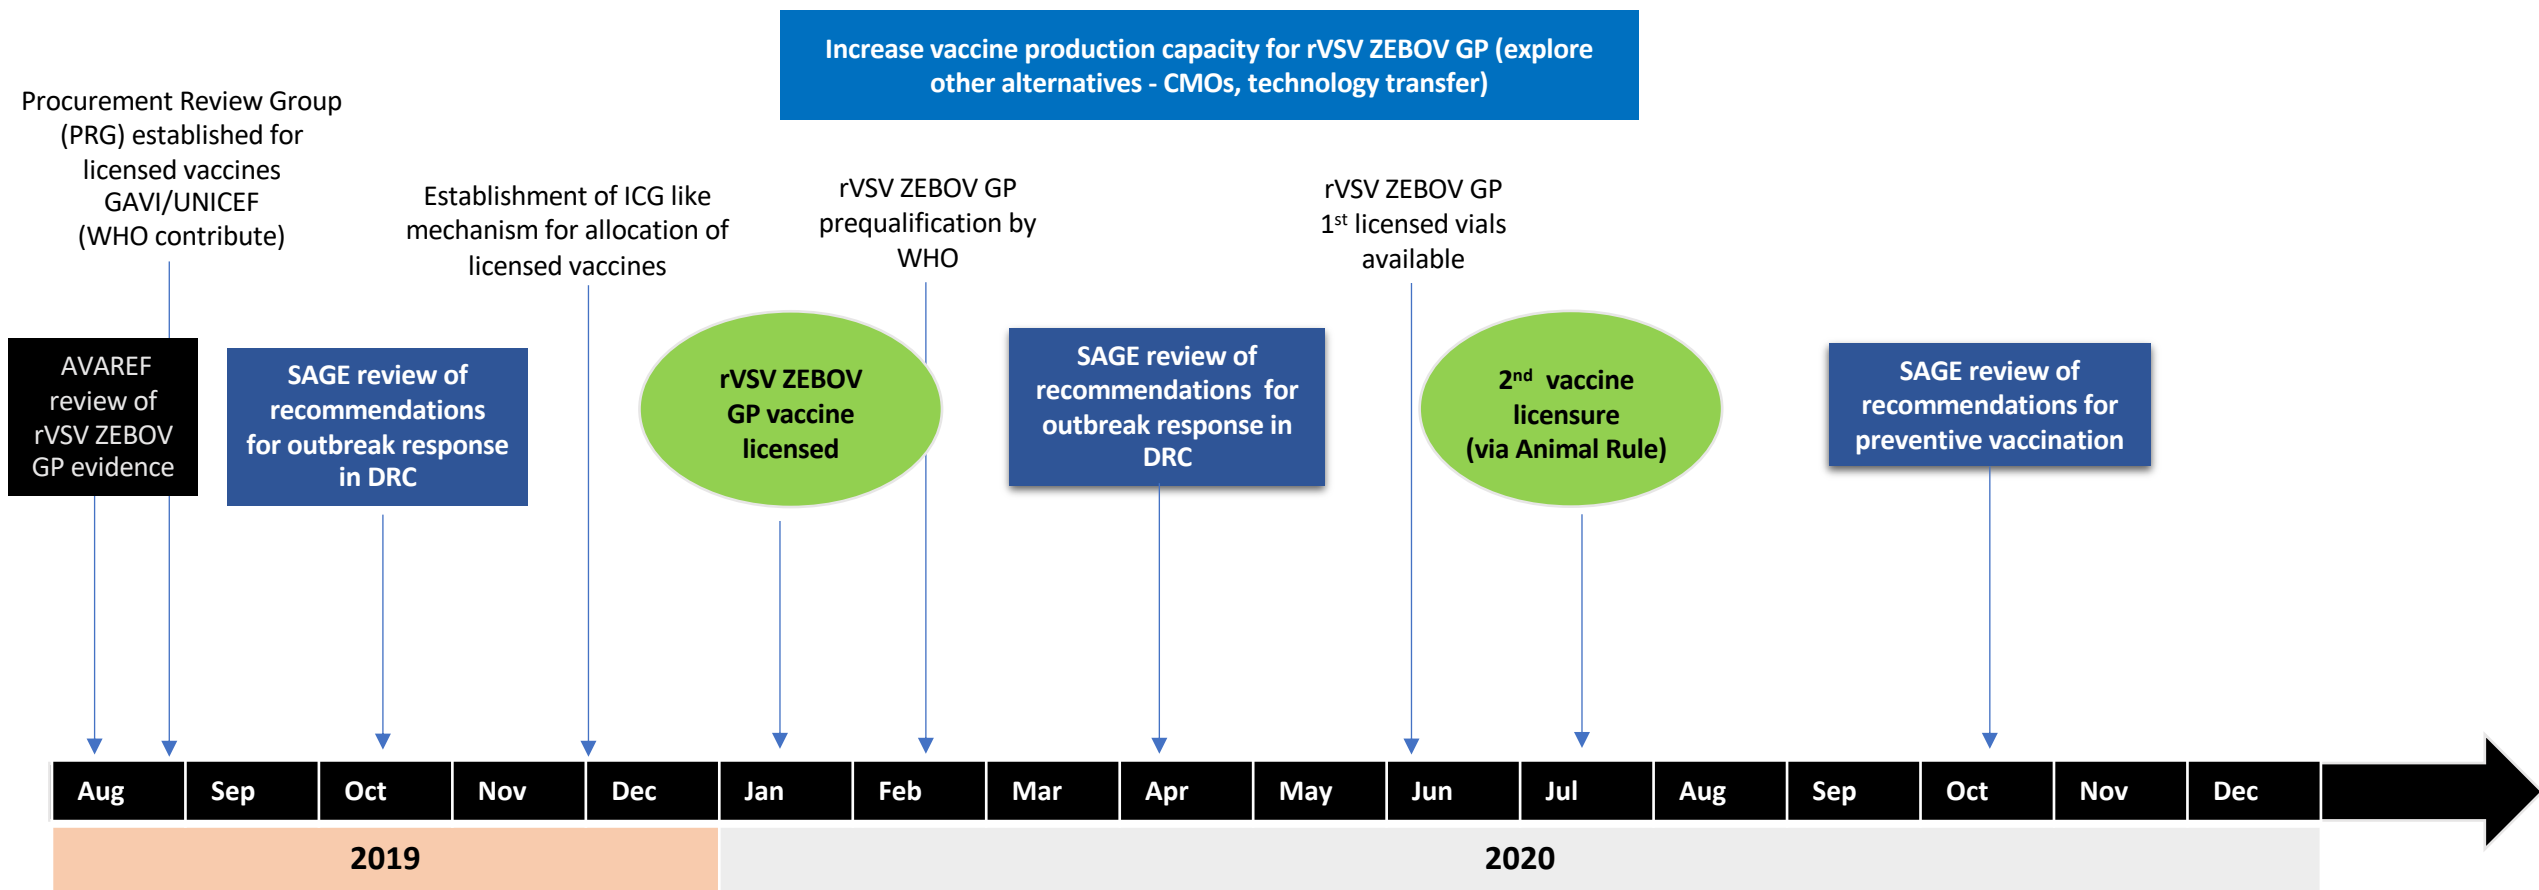 Increase vaccine production capacity for rVSV ZEBOV GP (explore
other alternatives - CMOs, technology transfer)
Procurement Review Group
(PRG) established for
licensed vaccines
GAVI/UNICEF
(WHO contribute)
Establishment of ICG like
mechanism for allocation of
licensed vaccines
rVSV ZEBOV GP
prequalification by
WHO
rVSV ZEBOV GP
1st licensed vials
available
AVAREF
review of
rVSV ZEBOV
GP evidence
SAGE review of
recommendations
for outbreak response
in DRC
rVSV ZEBOV
GP vaccine
licensed
SAGE review of
recommendations for
outbreak response in
DRC
2nd vaccine
licensure
(via Animal Rule)
SAGE review of
recommendations for
preventive vaccination
Aug Sep Oct Nov Dec Jan Feb Mar Apr May Jun Jul Aug Sep Oct Nov Dec
2019 2020